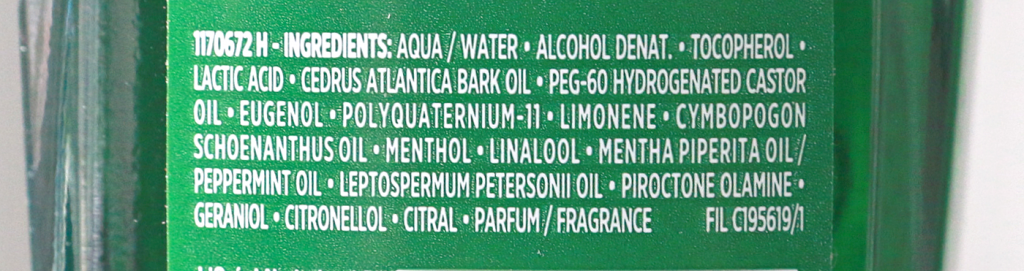 1170672 H - INGREDIENTS: AQUA / WATER • ALCOHOL DENAT. • TOCOPHEROL •
LACTIC ACID • CEDRUS ATLANTICA BARK OIL • PEG-60 HYDROGENATED CASTOR
OIL • EUGENOL • POLYQUATERNIUM-11 • LIMONENE • CYMBOPOGON
SCHOENANTHUS OIL • MENTHOL • LINALOOL • MENTHA PIPERITA OIL /
PEPPERMINT OIL • LEPTOSPERMUM PETERSONII OIL • PIROCTONE OLAMINE •
GERANIOL • CITRONELLOL • CITRAL • PARFUM / FRAGRANCE FIL C195619/1